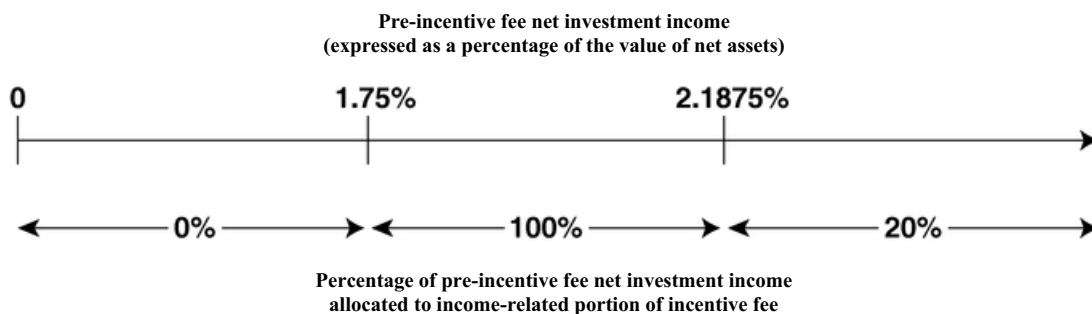 Pre-incentive fee net investment income
(expressed as a percentage of the value of net assets)
0 1.75% 2.1875%
0% 100% 20%
Percentage of pre-incentive fee net investment income
allocated to income-related portion of incentive fee